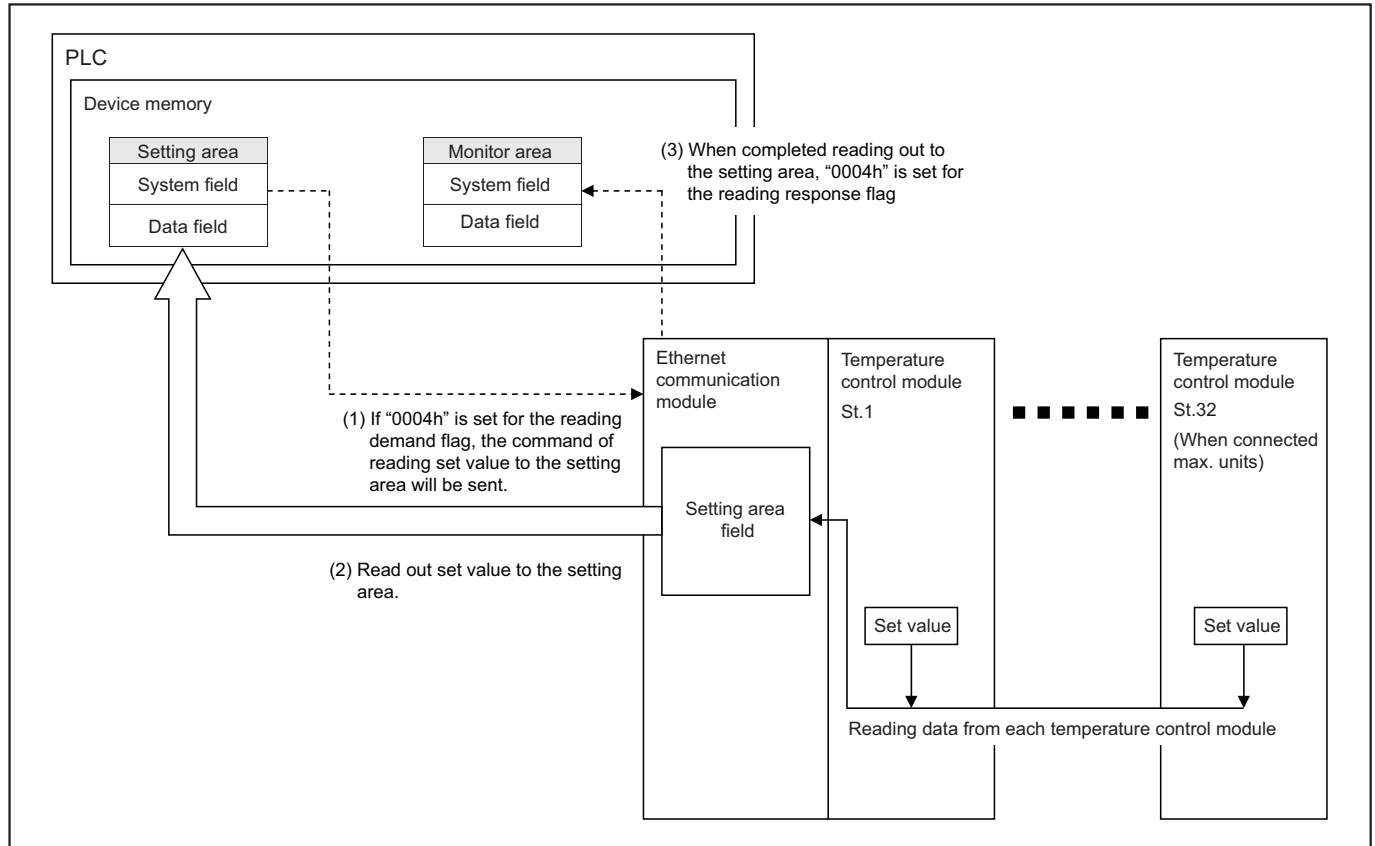 PLC
Device memory
Setting area
System field
Data field
Monitor area
System field
Data field
(3) When completed reading out to
the setting area, “0004h” is set for
the reading response flag
(1) If “0004h” is set for the reading
demand flag, the command of
reading set value to the setting
area will be sent.
(2) Read out set value to the setting
area.
Ethernet
communication
module
Setting area
field
Temperature
control module
St.1
Set value
Temperature
control module
St.32
(When connected
max. units)
Set value
Reading data from each temperature control module